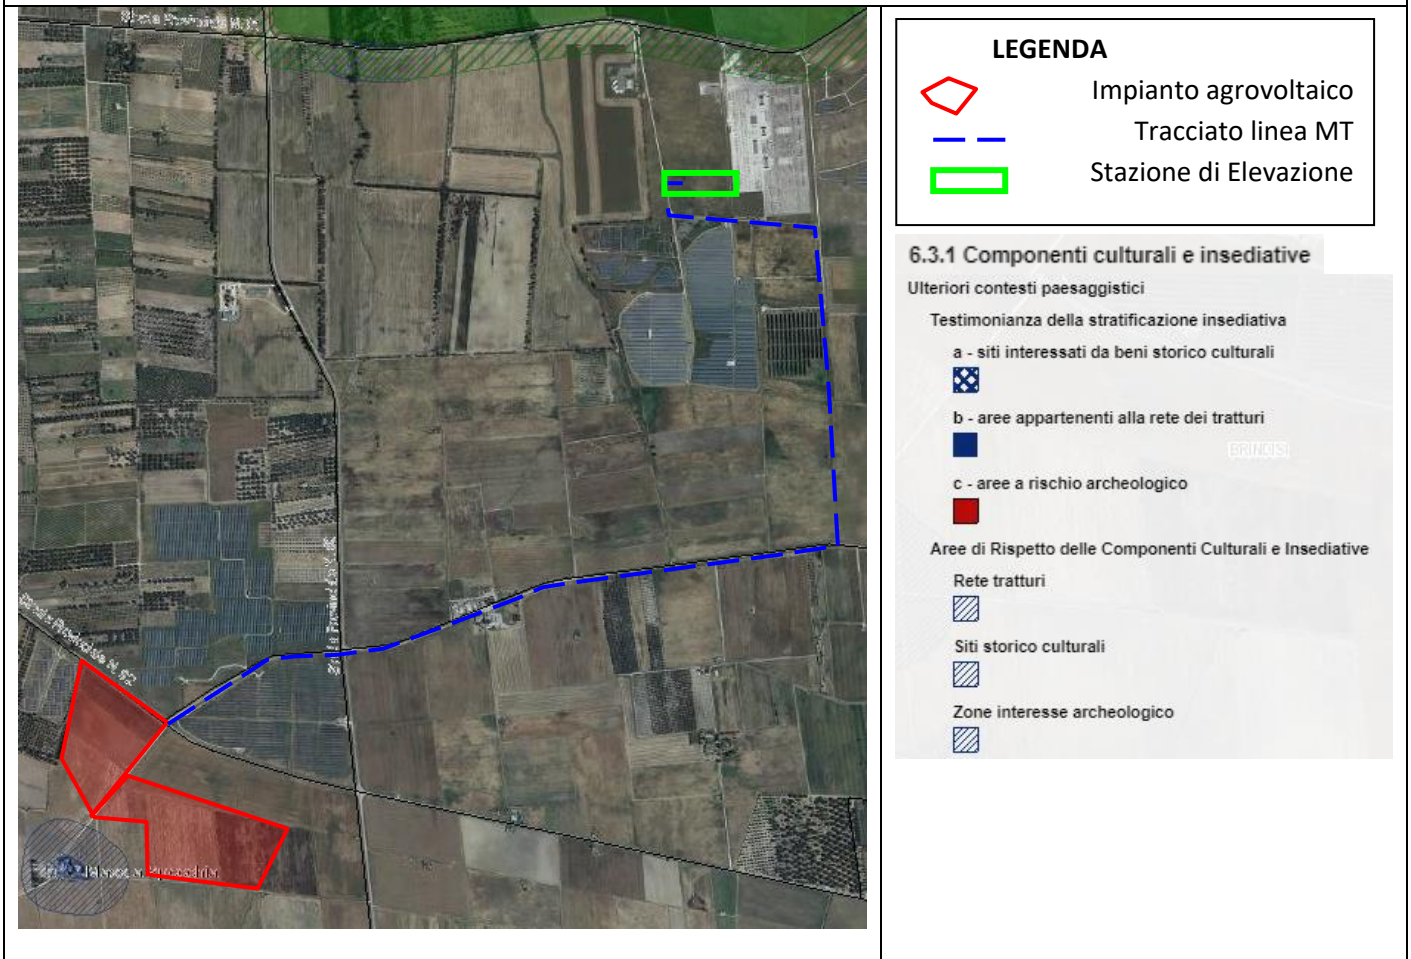 LEGENDA
Impianto agrovoltaico
Tracciato linea MT
Stazione di Elevazione
6.3.1 Componenti culturali e insediative
Ulteriori contesti paesaggistici
Testimonianza della stratificazione insediativa
a - siti interessati da beni storico culturali
b - aree appartenenti alla rete dei tratturi
BRINDISI
c - aree a rischio archeologico
Aree di Rispetto delle Componenti Culturali e Insediative
Rete tratturi
Siti storico culturali
Zone interesse archeologico